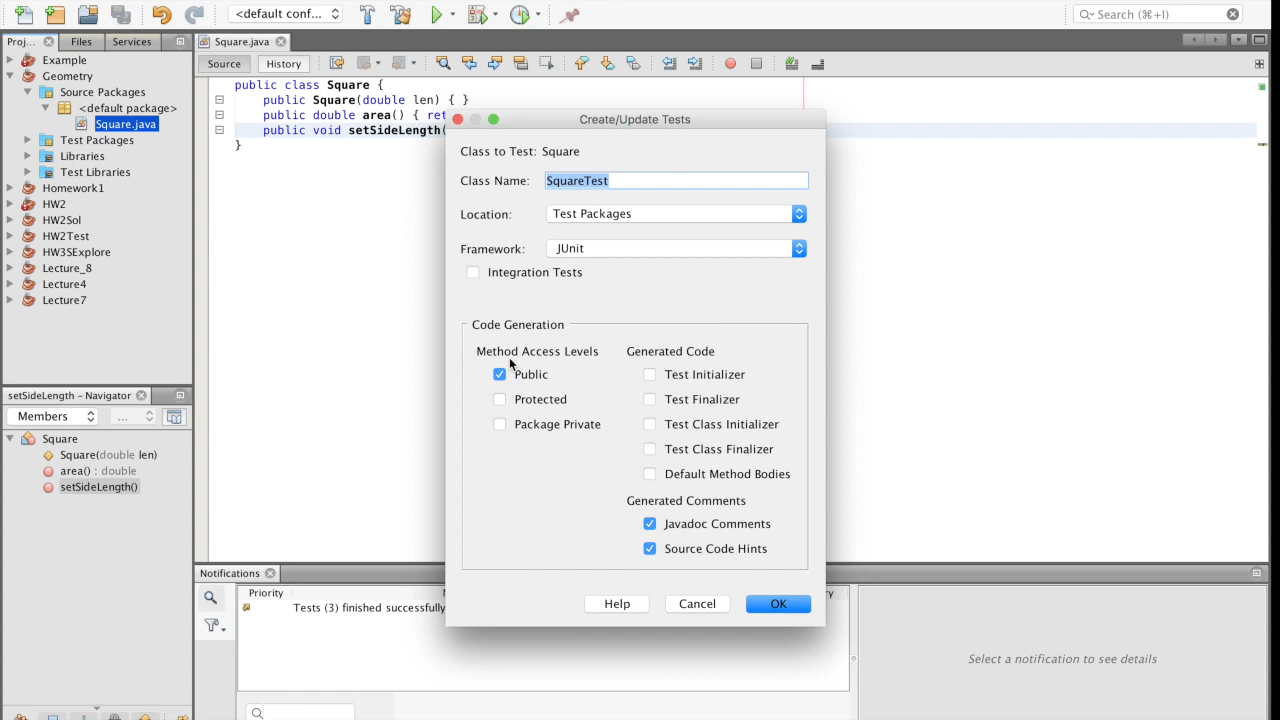 <default conf...
Search (⌘+I)
Proj...
Files
Services
Square.java
Example
Geometry
Source Packages
<default package>
Square.java
Test Packages
Libraries
Test Libraries
Homework1
HW2
HW2Sol
HW2Test
HW3SExplore
Lecture_8
Lecture4
Lecture7
Source
History
public class Square {
public Square(double len) { }
public double area() { ret
public void setSideLength(
}
Create/Update Tests
Class to Test: Square
Class Name: SquareTest
Location: Test Packages
Framework: JUnit
Integration Tests
Code Generation
Method Access Levels
Public
Protected
Package Private
Generated Code
Test Initializer
Test Finalizer
Test Class Initializer
Test Class Finalizer
Default Method Bodies
Generated Comments
Javadoc Comments
Source Code Hints
Help
Cancel
OK
setSideLength – Navigator
Members
...
Square
Square(double len)
area() : double
setSideLength()
Notifications
Priority
Tests (3) finished successfully
Select a notification to see details